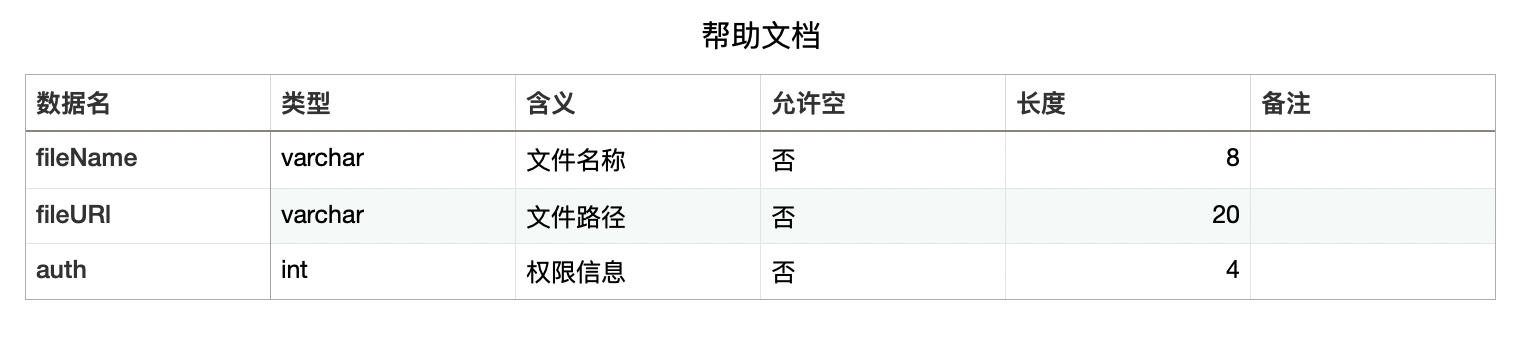 帮助文档
数据名 类型 含义 允许空 长度 备注
fileName varchar 文件名称 否 8
fileURI varchar 文件路径 否 20
auth int 权限信息 否 4